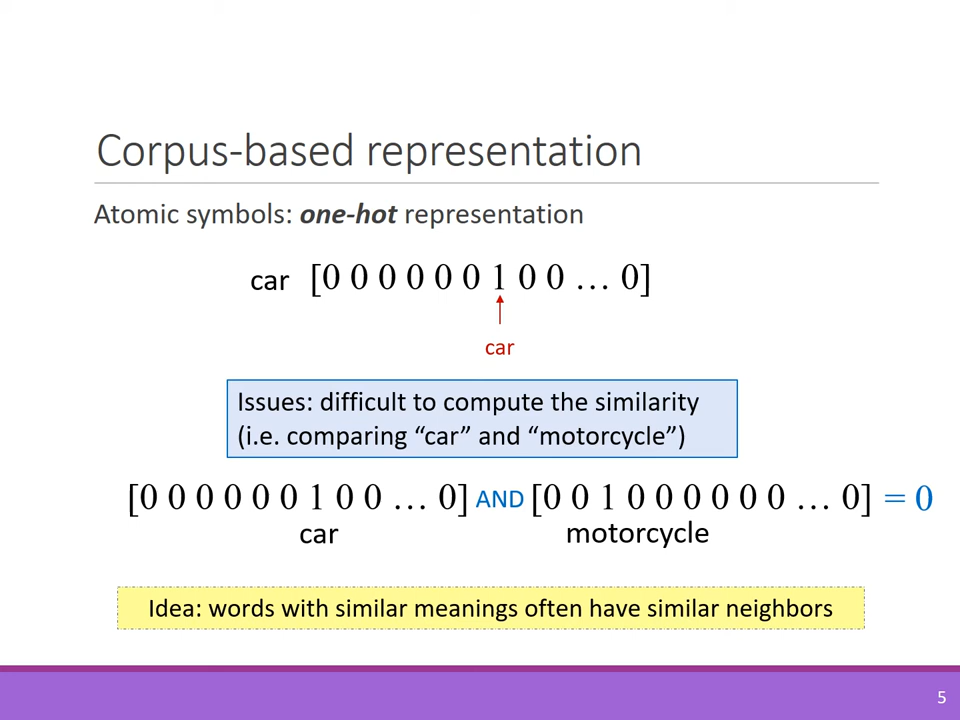 Corpus-based representation
Atomic symbols: one-hot representation
car [0 0 0 0 0 0 1 0 0 … 0]
car
Issues: difficult to compute the similarity
(i.e. comparing “car” and “motorcycle”)
[0 0 0 0 0 0 1 0 0 … 0] AND [0 0 1 0 0 0 0 0 0 … 0] = 0
car motorcycle
Idea: words with similar meanings often have similar neighbors
5